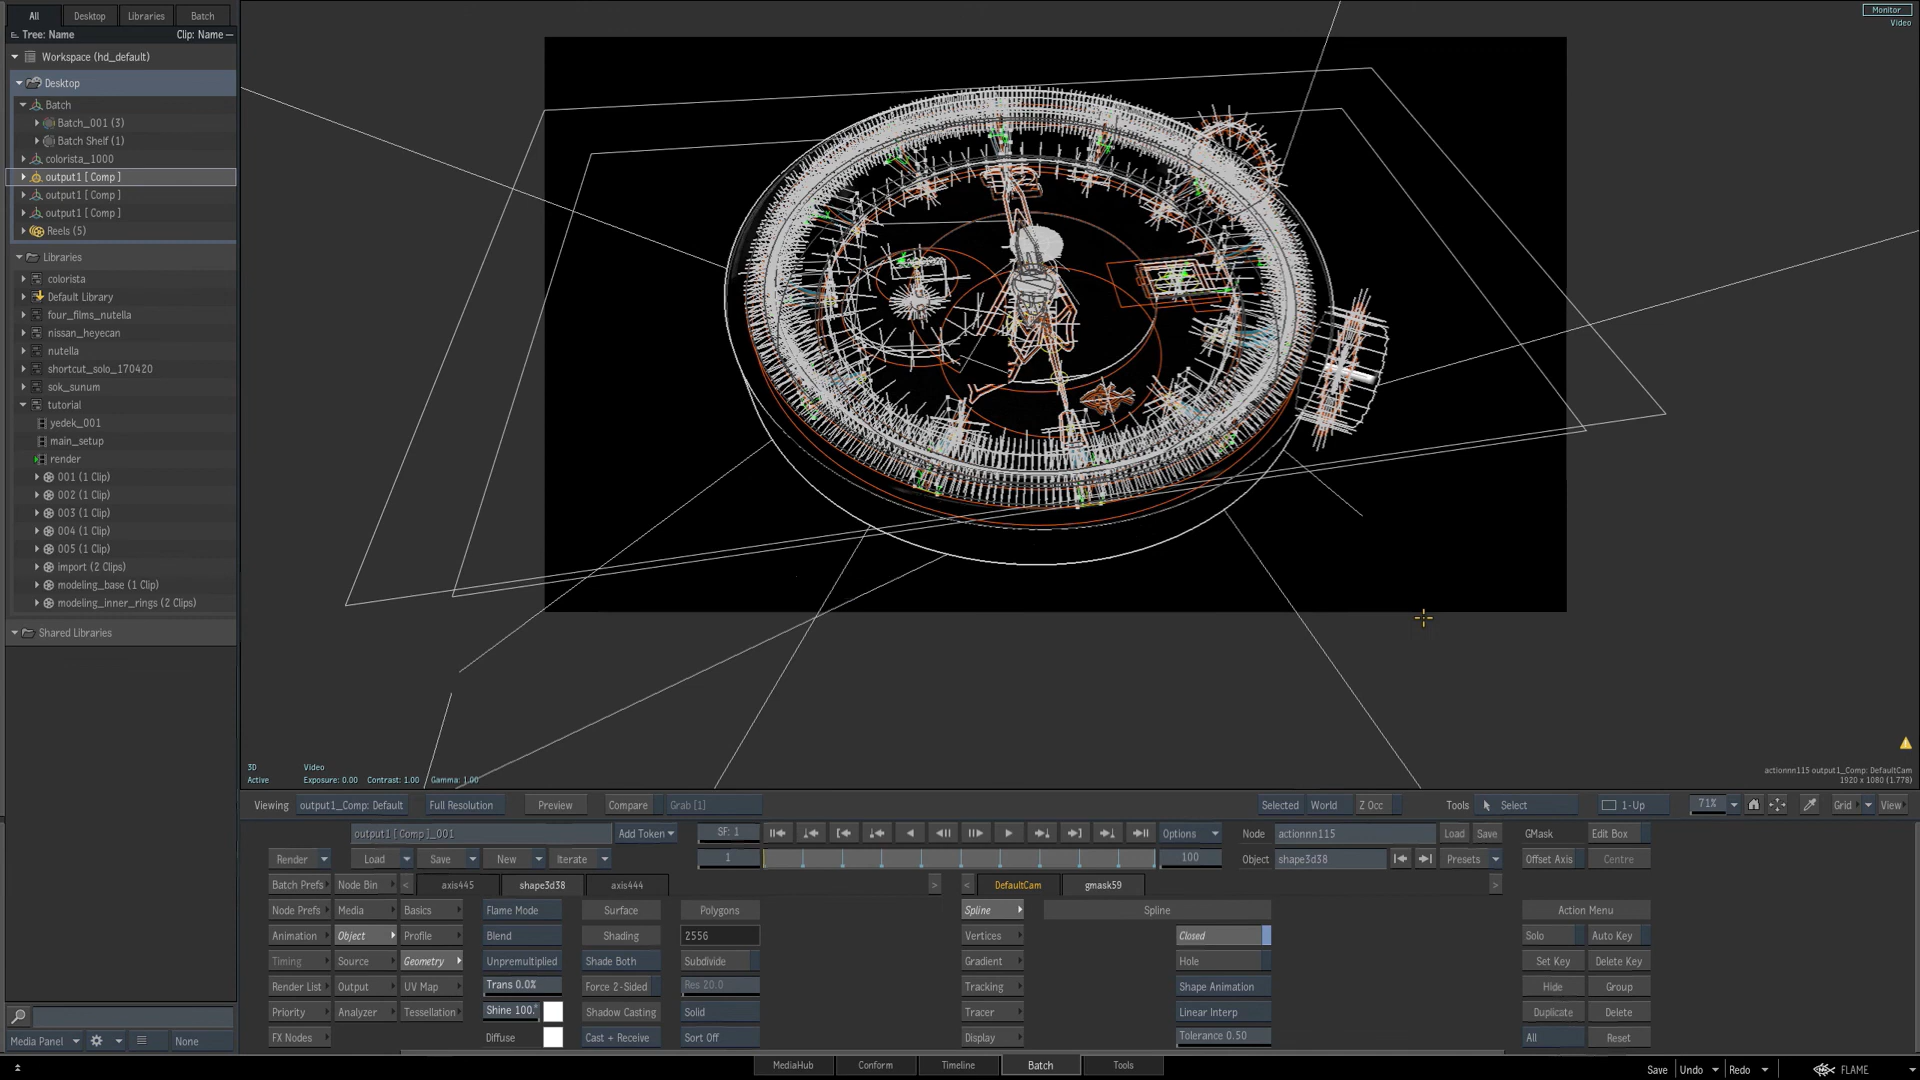 All
Desktop
Libraries
Batch
Tree: Name
Clip: Name
Workspace (hd_default)
Desktop
Batch
Batch_001 (3)
Batch Shelf (1)
colorista_1000
output1 [ Comp ]
output1 [ Comp ]
output1 [ Comp ]
Reels (5)
Libraries
colorista
Default Library
four_films_nutella
nissan_heyecan
nutella
shortcut_solo_170420
sok_sunum
tutorial
yedek_001
main_setup
render
001 (1 Clip)
002 (1 Clip)
003 (1 Clip)
004 (1 Clip)
005 (1 Clip)
import (2 Clips)
modeling_base (1 Clip)
modeling_inner_rings (2 Clips)
Shared Libraries
Media Panel
None
Monitor
Video
3D
Video
Active
Exposure: 0.00 Contrast: 1.00 Gamma: 1.00
actionnn115 output1_Comp: DefaultCam
1920 x 1080 (1.778)
Viewing
output1_Comp: Default
Full Resolution
Preview
Compare
Grab [1]
Selected
World
Z Occ
Tools
Select
1-Up
71%
Grid
View
output1 [ Comp ]_001
Add Token
SF: 1
Options
Node
actionnn115
Load
Save
GMask
Edit Box
Render
Load
Save
New
Iterate
1
100
Object
shape3d38
Presets
Offset Axis
Centre
Batch Prefs
Node Bin
<
axis445
shape3d38
axis444
>
<
DefaultCam
gmask59
>
Node Prefs
Media
Basics
Flame Mode
Surface
Polygons
Spline
Spline
Action Menu
Animation
Object
Profile
Blend
Shading
2556
Vertices
Closed
Solo
Auto Key
Timing
Source
Geometry
Unpremultiplied
Shade Both
Subdivide
Gradient
Hole
Set Key
Delete Key
Render List
Output
UV Map
Trans 0.0%
Force 2-Sided
Res 20.0
Tracking
Shape Animation
Hide
Group
Priority
Analyzer
Tessellation
Shine 100.
Shadow Casting
Solid
Tracer
Linear Interp
Duplicate
Delete
FX Nodes
Diffuse
Cast + Receive
Sort Off
Display
Tolerance 0.50
All
Reset
MediaHub
Conform
Timeline
Batch
Tools
Save
Undo
Redo
FLAME